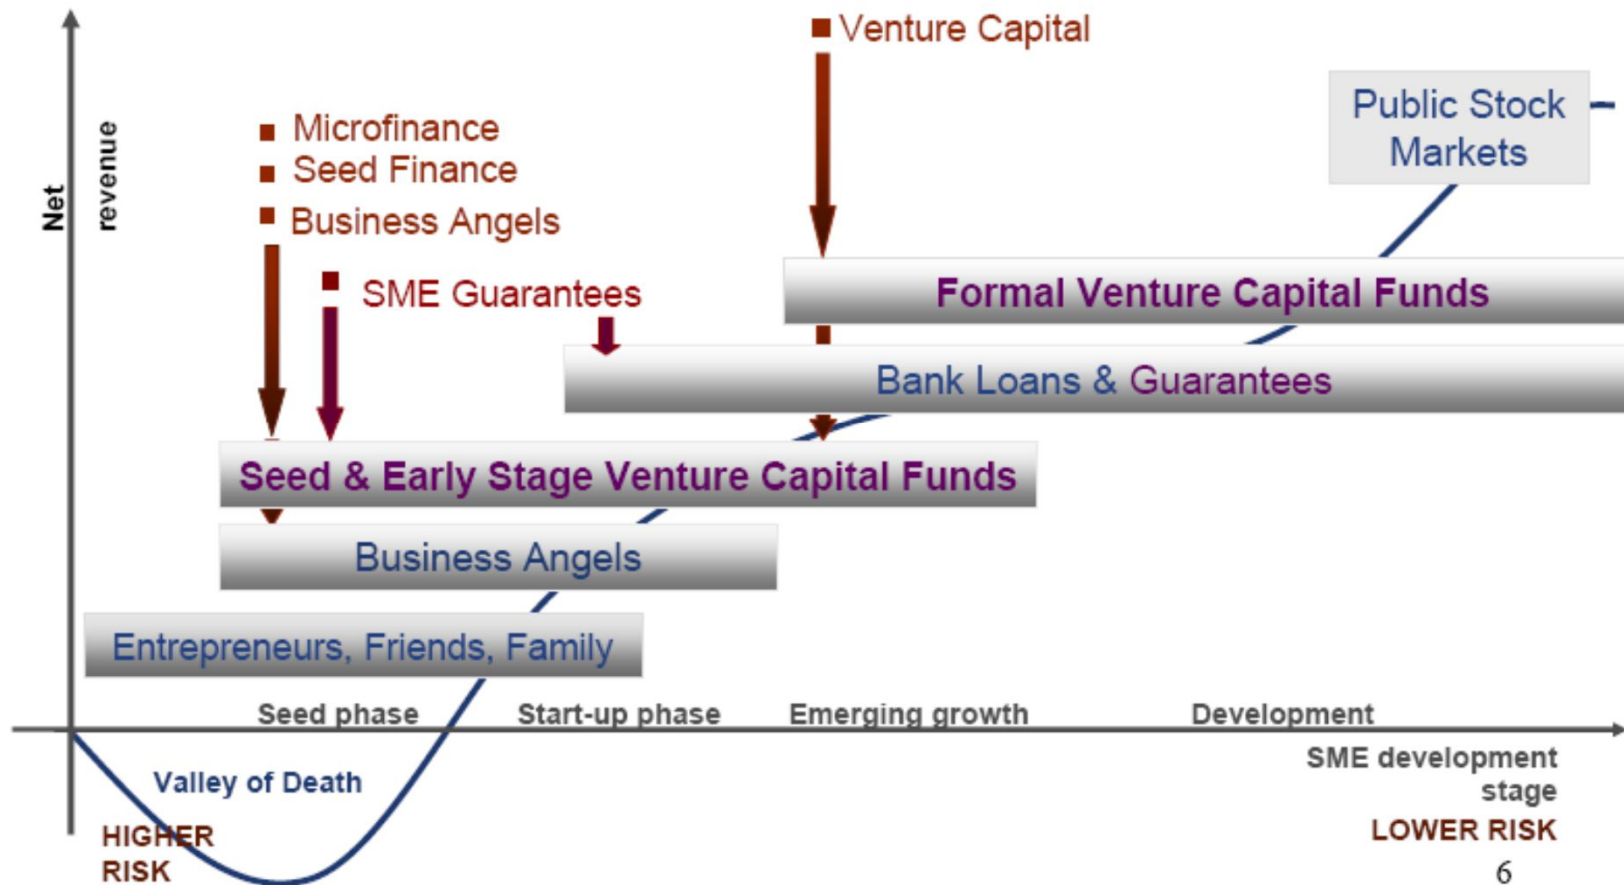 Venture Capital
Public Stock
Markets
Microfinance
Seed Finance
Business Angels
Net
revenue
SME Guarantees
Formal Venture Capital Funds
Bank Loans & Guarantees
Seed & Early Stage Venture Capital Funds
Business Angels
Entrepreneurs, Friends, Family
Seed phase
Start-up phase
Emerging growth
Development
SME development
stage
Valley of Death
HIGHER
RISK
LOWER RISK
6